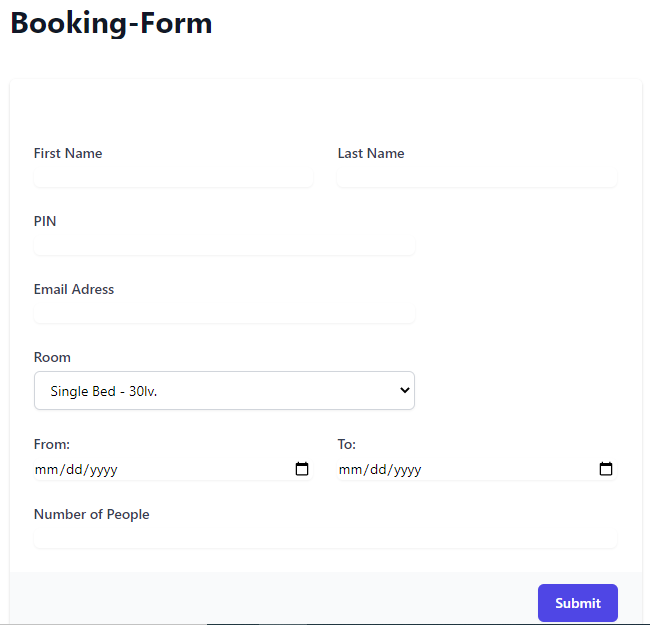 Booking-Form
First Name Last Name
PIN
Email Adress
Room
Single Bed - 30lv.
From: To:
mm/dd/yyyy mm/dd/yyyy
Number of People
Submit